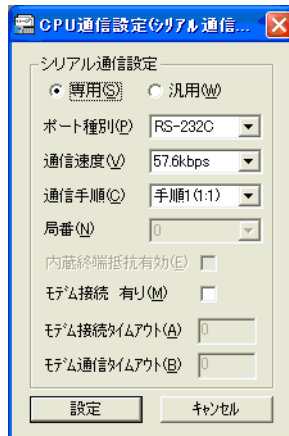 CPU通信設定(シリアル通信...
シリアル通信設定
専用(S) 汎用(W)
ポート種別(P) RS-232C
通信速度(V) 57.6kbps
通信手順(C) 手順1(1:1)
局番(N) 0
内蔵終端抵抗有効(E)
モデム接続 有り(M)
モデム接続タイムアウト(A) 0
モデム通信タイムアウト(B) 0
設定 キャンセル